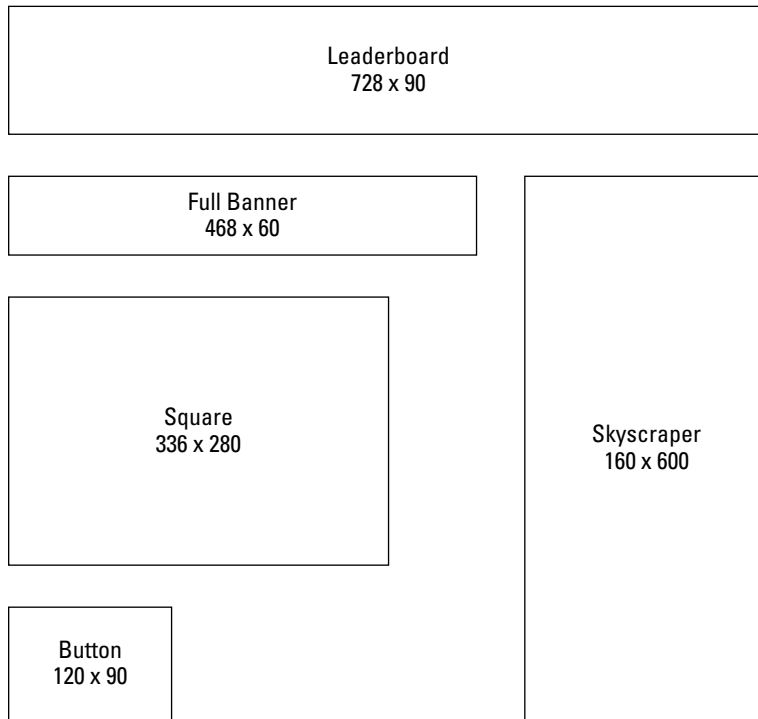 Leaderboard
728 x 90
Full Banner
468 x 60
Square
336 x 280
Skyscraper
160 x 600
Button
120 x 90